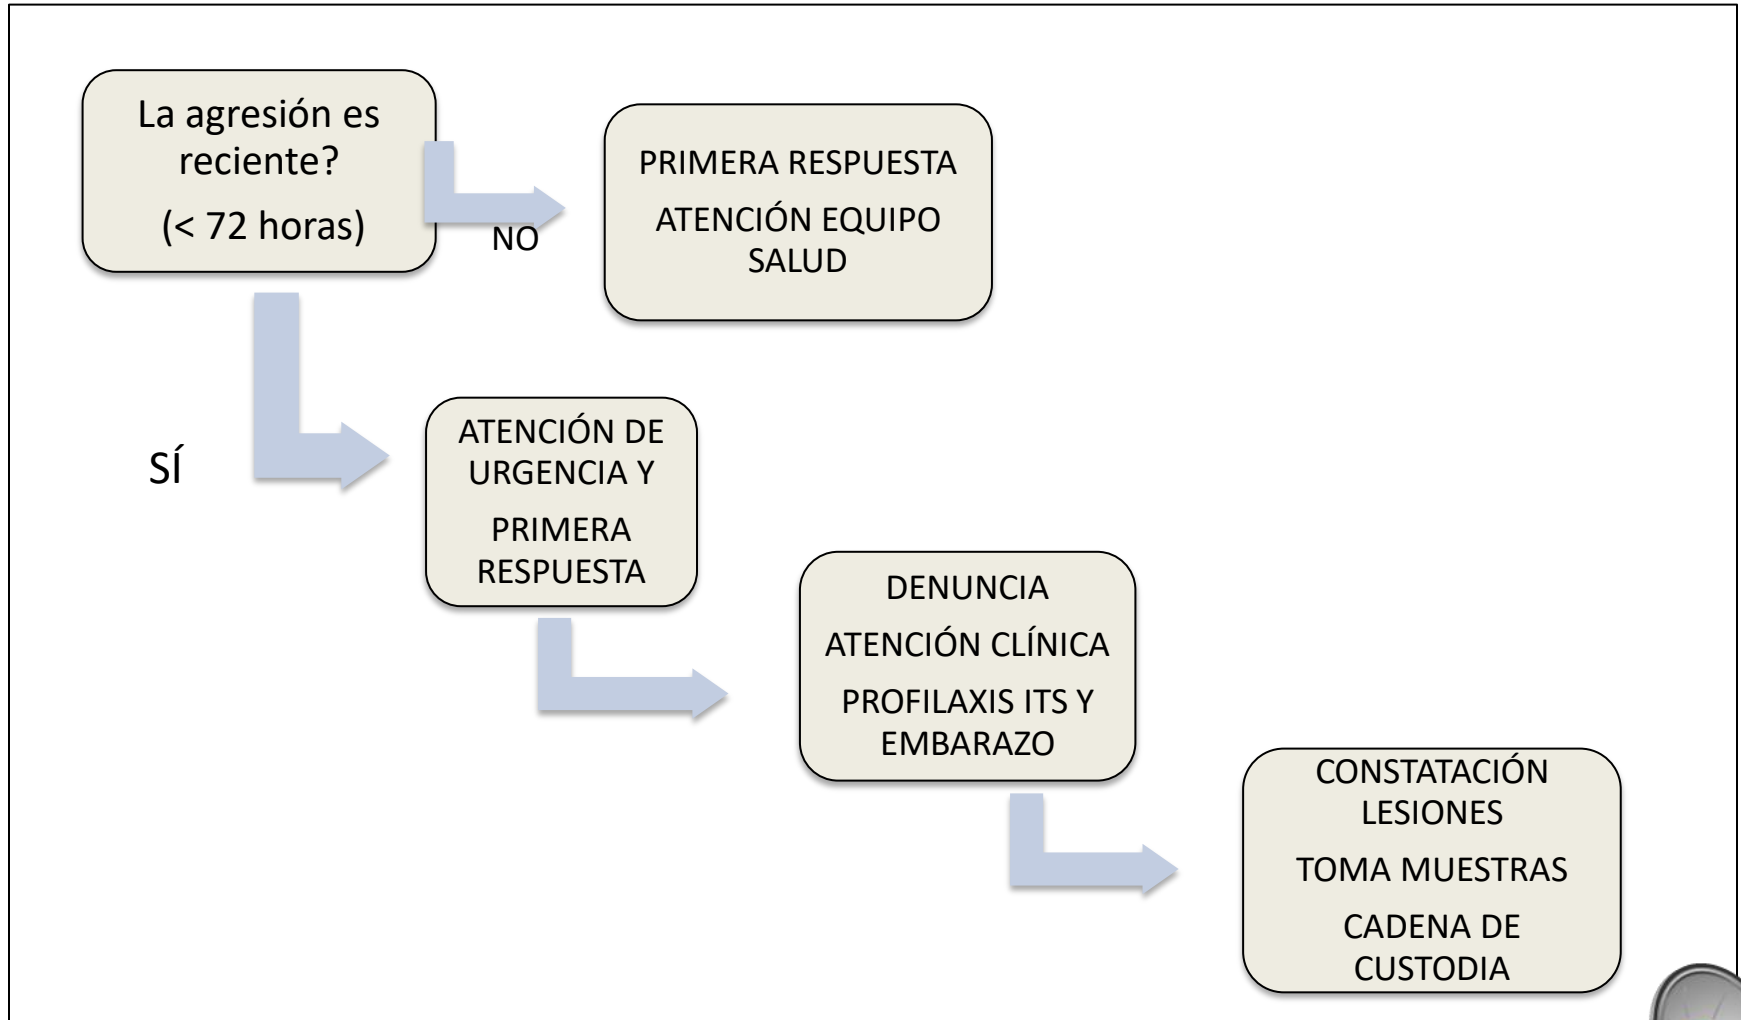 La agresión es
reciente?
(< 72 horas)
NO
PRIMERA RESPUESTA
ATENCIÓN EQUIPO
SALUD
SÍ
ATENCIÓN DE
URGENCIA Y
PRIMERA
RESPUESTA
DENUNCIA
ATENCIÓN CLÍNICA
PROFILAXIS ITS Y
EMBARAZO
CONSTATACIÓN
LESIONES
TOMA MUESTRAS
CADENA DE
CUSTODIA